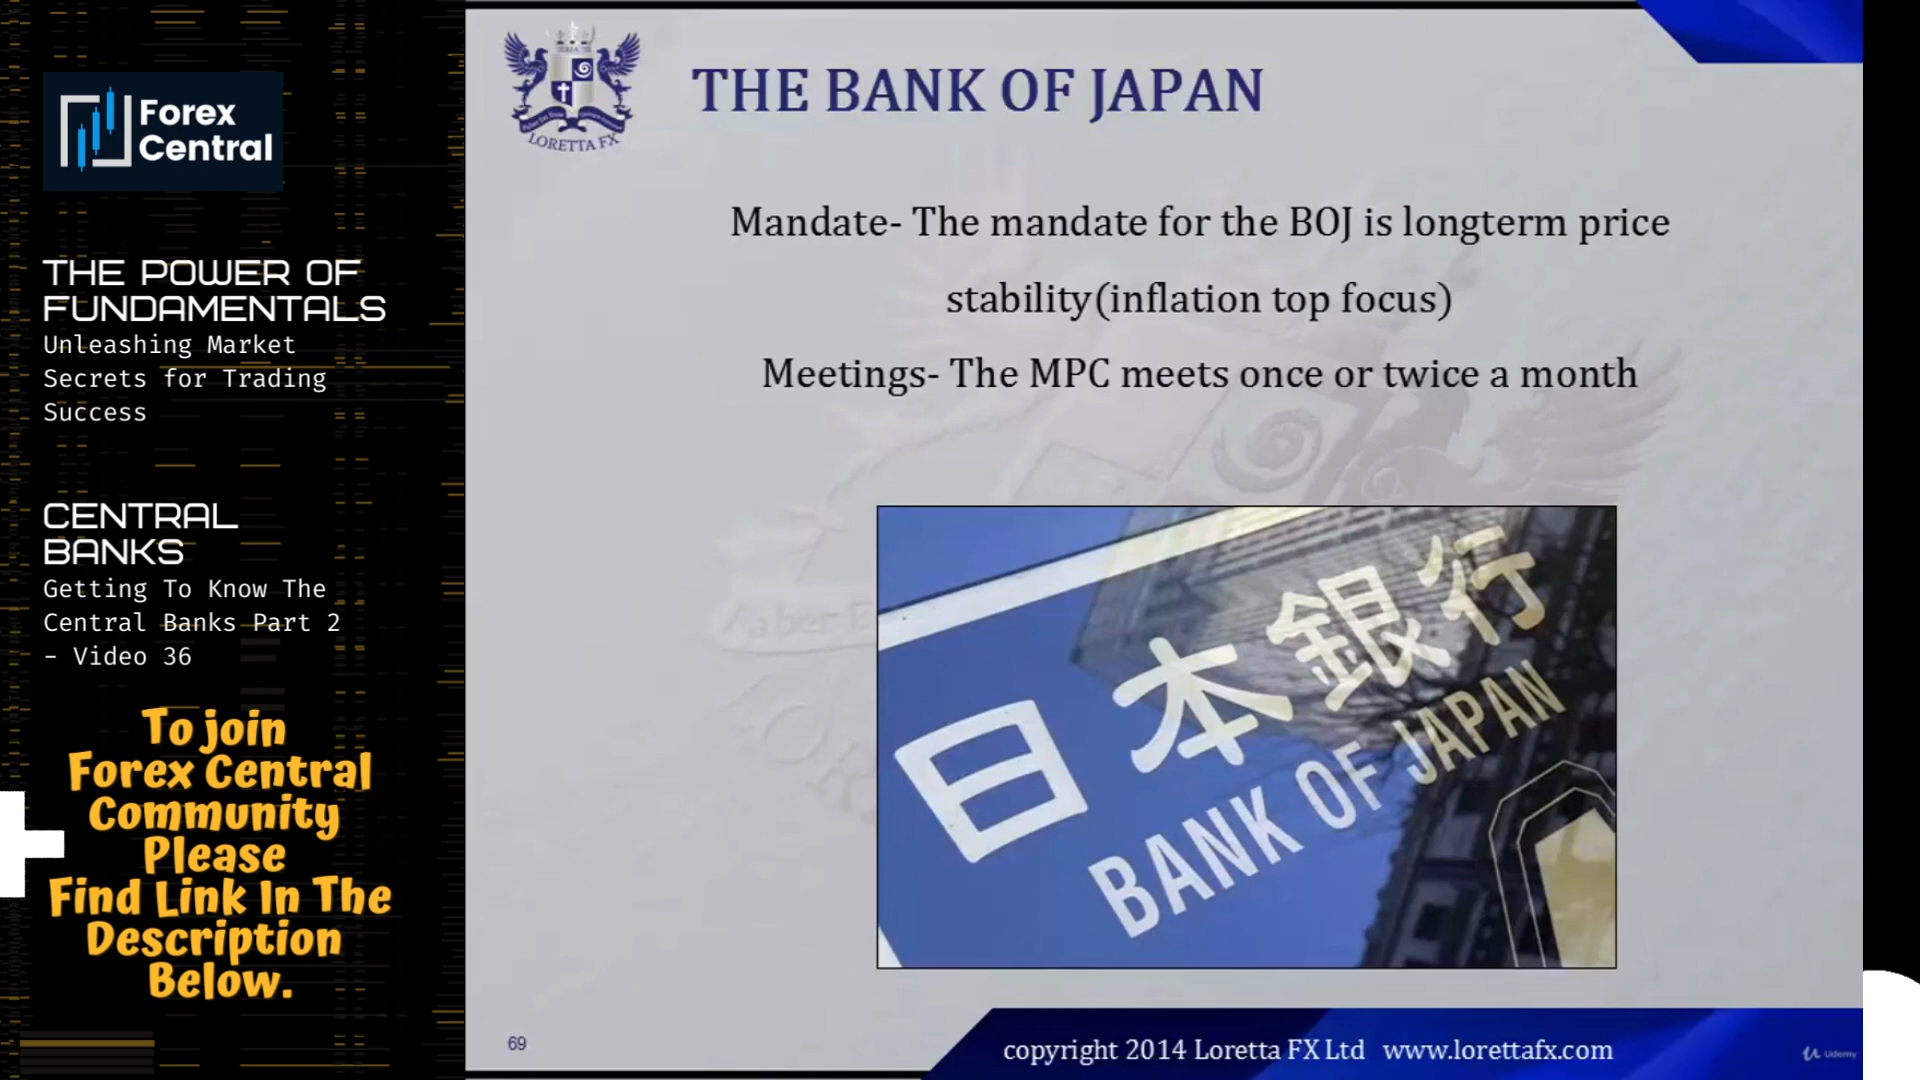 Forex
Central
THE POWER OF
FUNDAMENTALS
Unleashing Market
Secrets for Trading
Success
CENTRAL
BANKS
Getting To Know The
Central Banks Part 2
- Video 36
To join
Forex Central
Community
Please
Find Link In The
Description
Below.
LORETTA FX
THE BANK OF JAPAN
Mandate- The mandate for the BOJ is longterm price
stability(inflation top focus)
Meetings- The MPC meets once or twice a month
日本銀行
BANK OF JAPAN
69
copyright 2014 Loretta FX Ltd www.lorettafx.com
Udemy